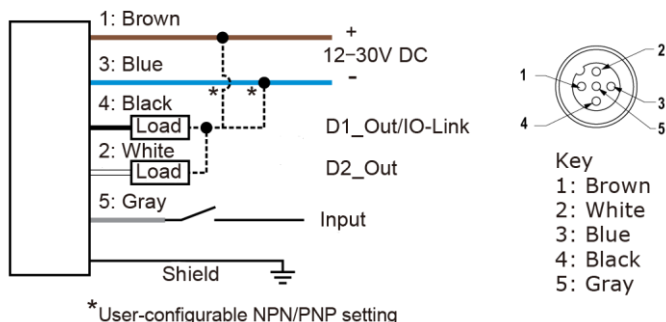 1: Brown
+
12–30V DC
3: Blue
-
* *
4: Black
Load
D1_Out/IO-Link
2: White
Load
D2_Out
5: Gray
Input
Shield
*User-configurable NPN/PNP setting
2
1
3
4
5
Key
1: Brown
2: White
3: Blue
4: Black
5: Gray